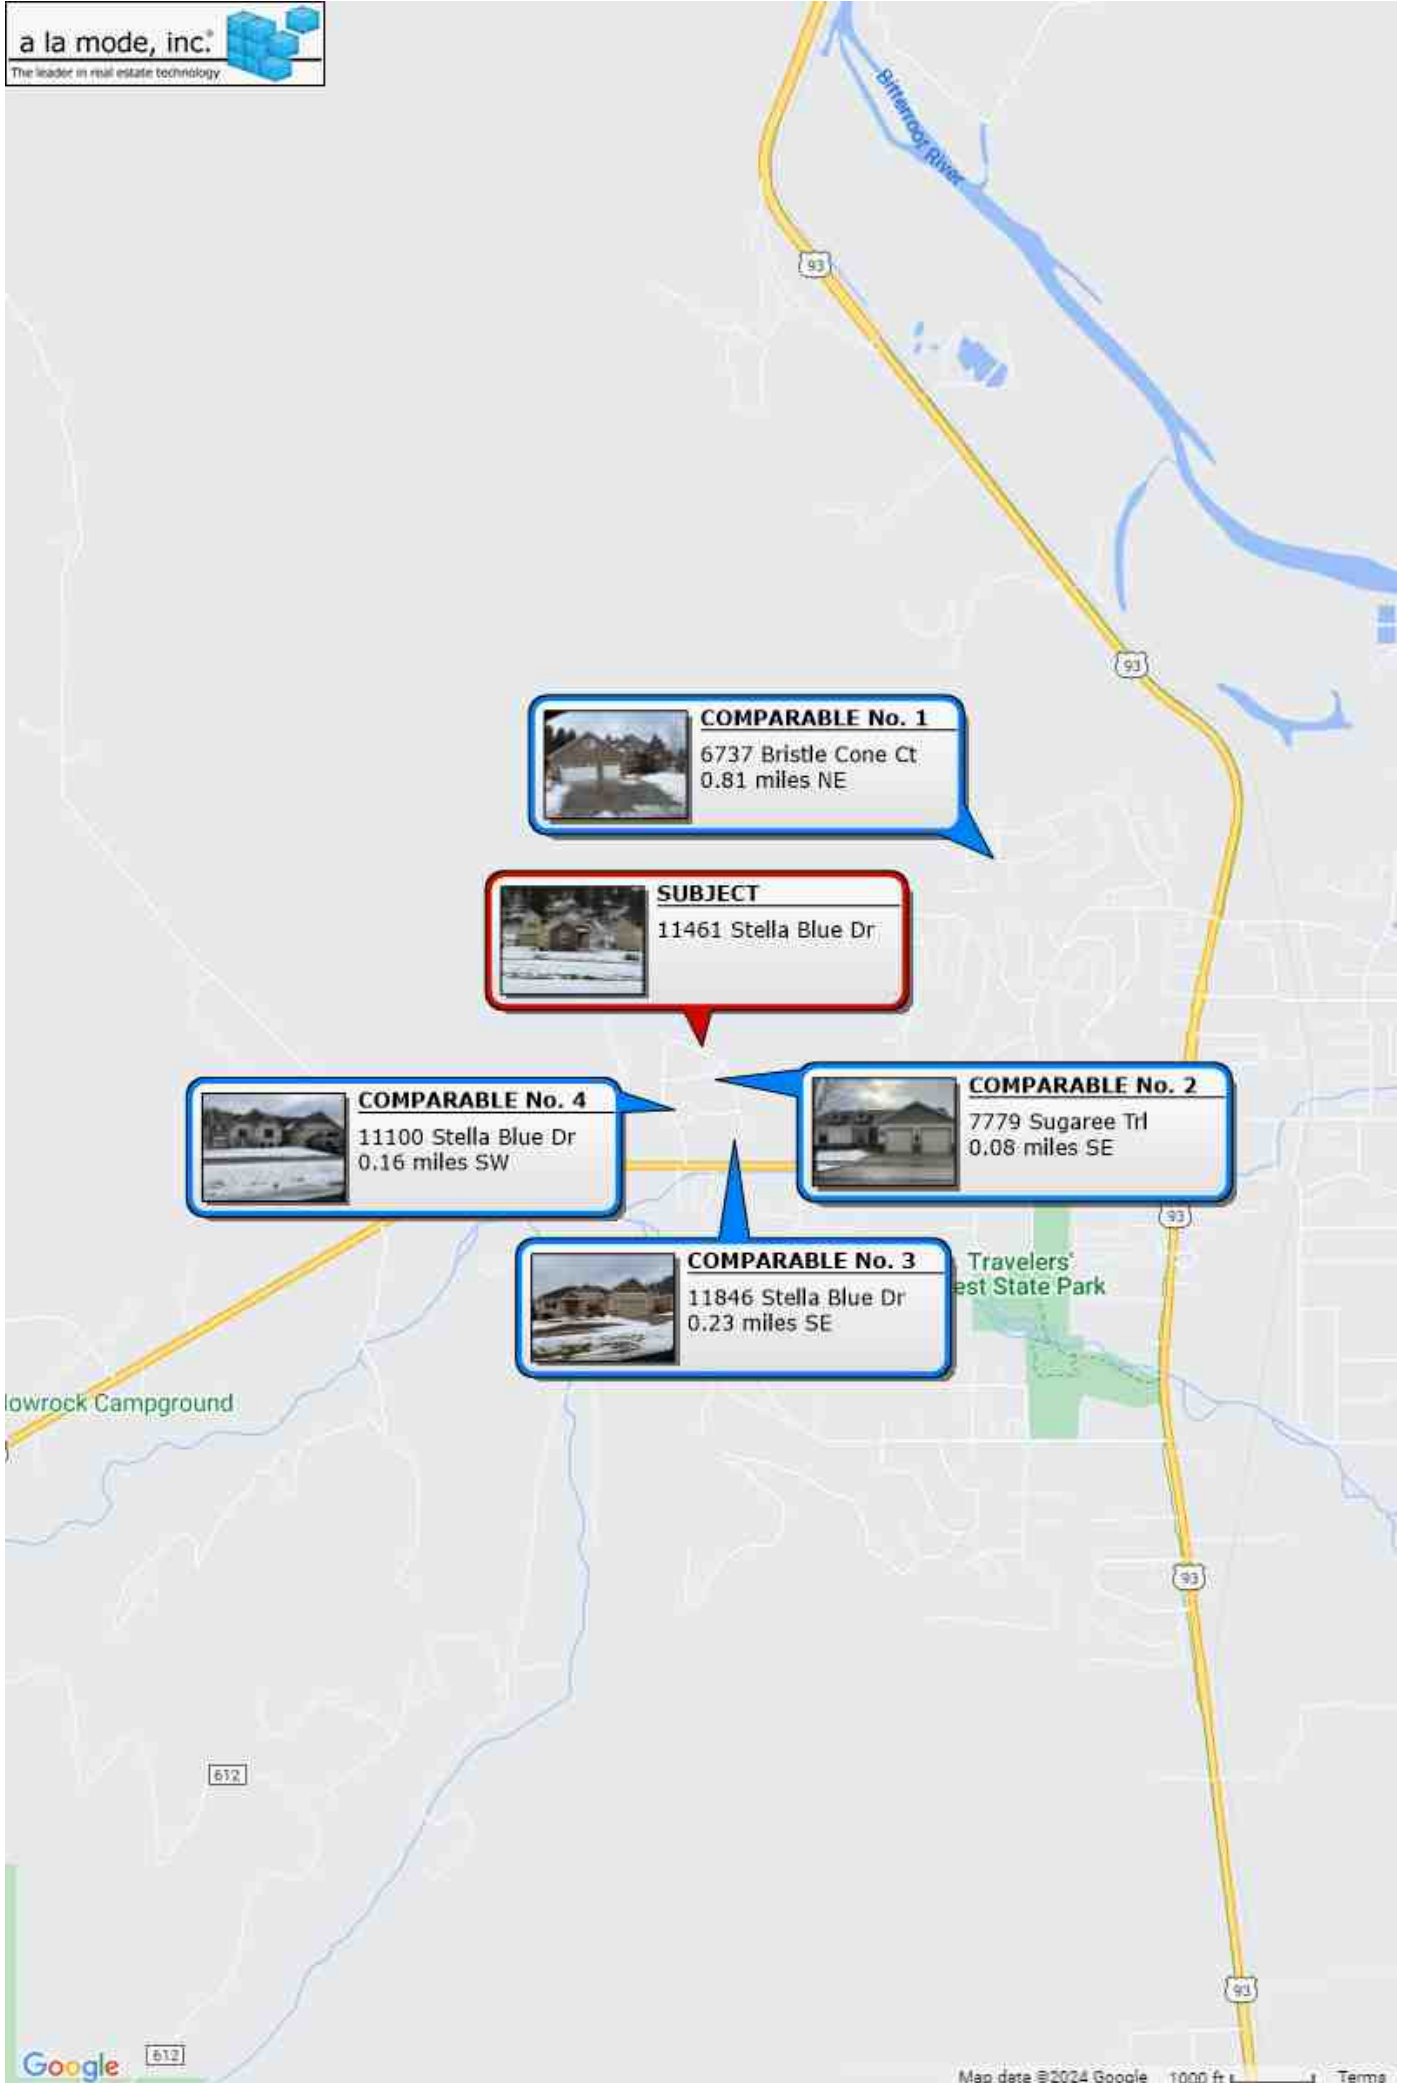 a la mode, inc.®
The leader in real estate technology
Bitterroot River
93
93
COMPARABLE No. 1
6737 Bristle Cone Ct
0.81 miles NE
SUBJECT
11461 Stella Blue Dr
COMPARABLE No. 2
7779 Sugaree Trl
0.08 miles SE
COMPARABLE No. 4
11100 Stella Blue Dr
0.16 miles SW
93
COMPARABLE No. 3
11846 Stella Blue Dr
0.23 miles SE
Travelers'
est State Park
lowrock Campground
93
612
93
612
Google
Map date ©2024 Google 1000 ft Terms